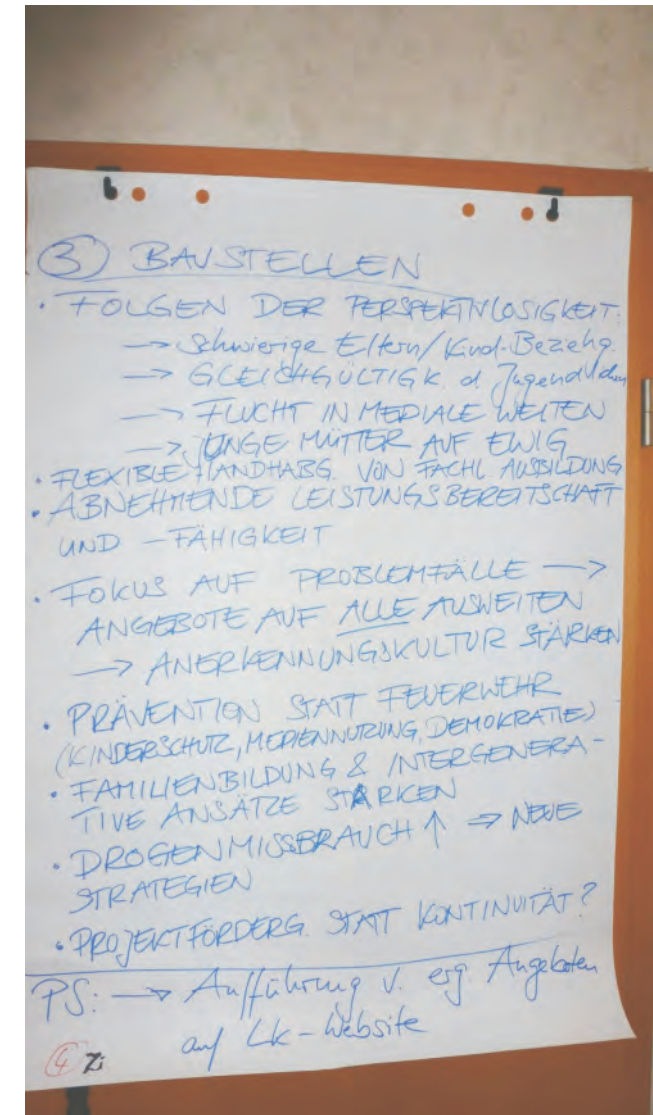 ③ BAUSTELLEN
• FOLGEN DER PERSPEKTIVLOSIGKEIT:
→ Schwierige Eltern/Kind-Beziehg.
→ GLEICHGÜLTIGK. d Jugendlichen
→ FLUCHT IN MEDIALE WELTEN
→ JUNGE MÜTTER AUF EWIG
• FLEXIBLE HANDHABG. VON FACHL. AUSBILDUNG
• ABNEHMENDE LEISTUNGSBEREITSCHAFT
UND -FÄHIGKEIT
• FOKUS AUF PROBLEMFÄLLE →
ANGEBOTE AUF ALLE AUSWEITEN
→ ANERKENNUNGSKULTUR STÄRKEN
• PRÄVENTION STATT FEUERWEHR
(KINDERSCHUTZ, MEDIENNUTZUNG, DEMOKRATIE)
• FAMILIENBILDUNG & INTERGENERA-
TIVE ANSÄTZE STÄRKEN
• DROGENMISSBRAUCH ↑ ⇒ NEUE
STRATEGIEN
• PROJEKTFÖRDERG. STATT KONTINUITÄT?
PS: → Aufführung v. erg Angeboten
auf Lk-Website
④ Zi